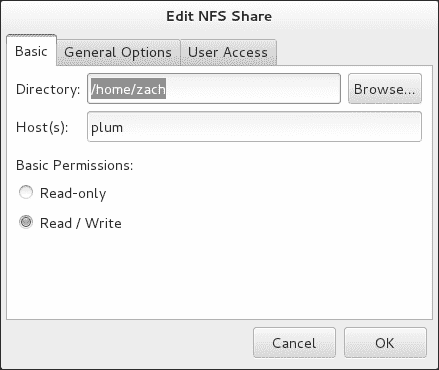 Edit NFS Share
Basic General Options User Access
Directory: /home/zach Browse...
Host(s): plum
Basic Permissions:
Read-only
Read / Write
Cancel OK